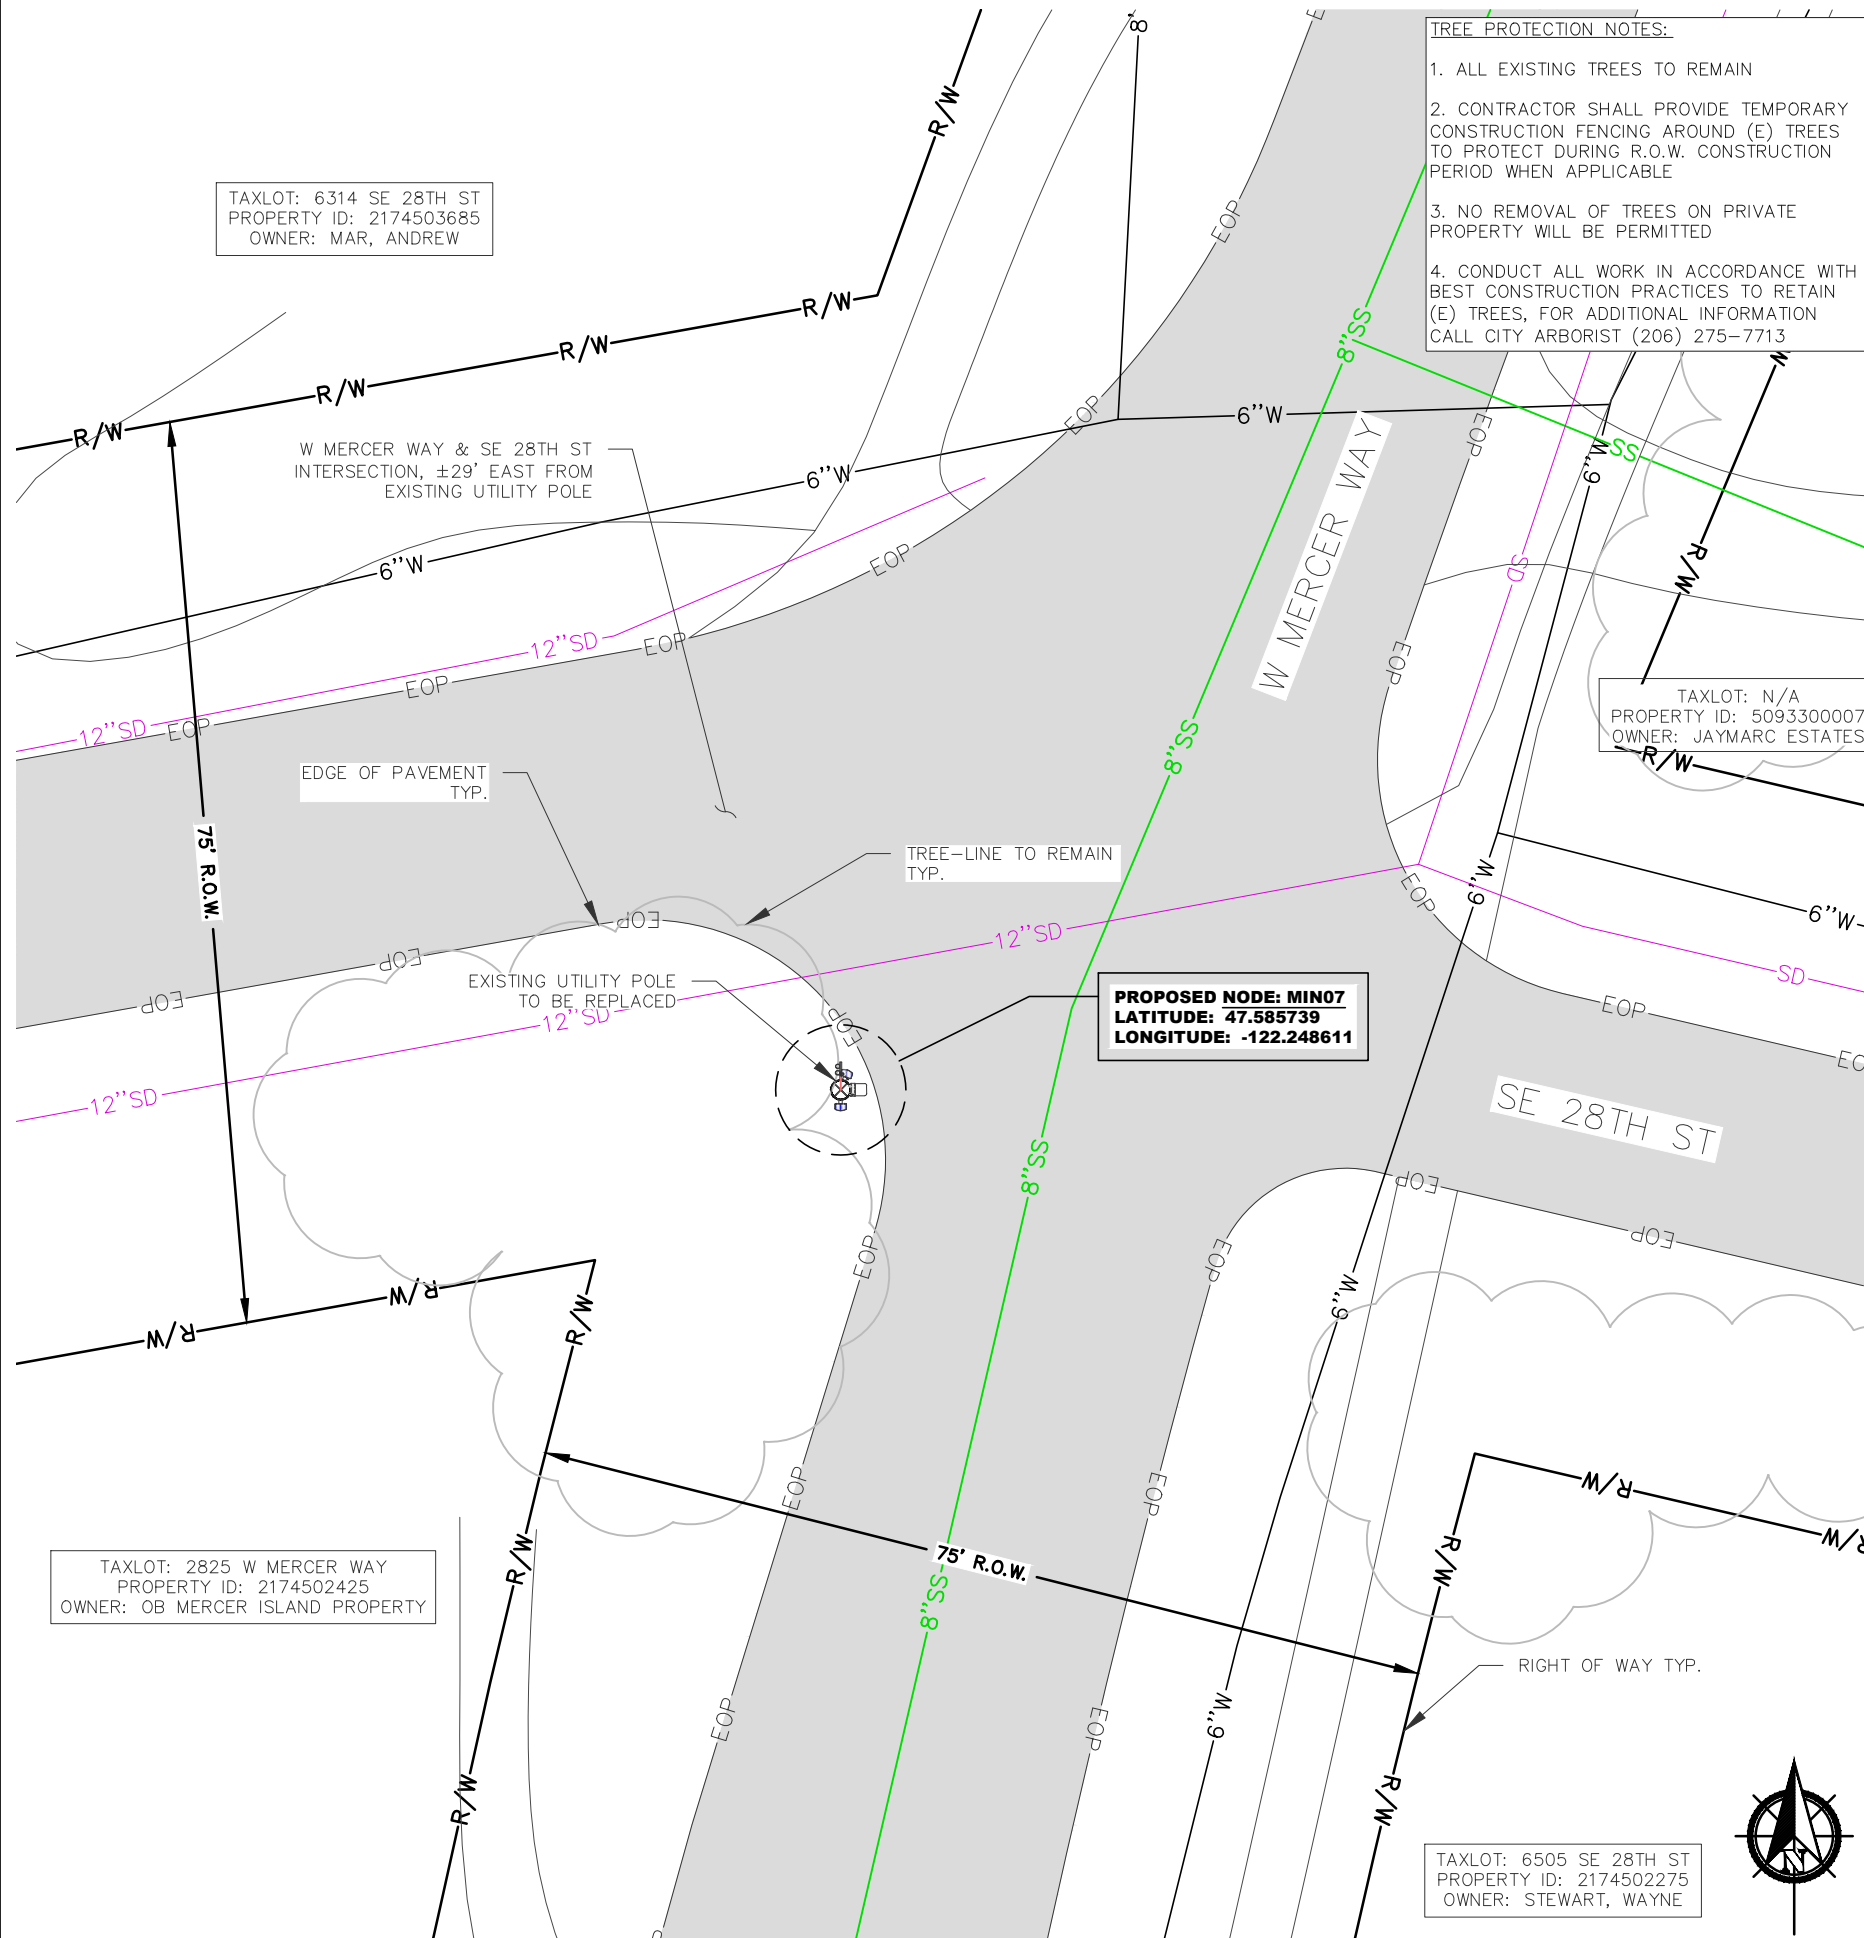 TREE PROTECTION NOTES:
1. ALL EXISTING TREES TO REMAIN
2. CONTRACTOR SHALL PROVIDE TEMPORARY
CONSTRUCTION FENCING AROUND (E) TREES
TO PROTECT DURING R.O.W. CONSTRUCTION
PERIOD WHEN APPLICABLE
3. NO REMOVAL OF TREES ON PRIVATE
PROPERTY WILL BE PERMITTED
4. CONDUCT ALL WORK IN ACCORDANCE WITH
BEST CONSTRUCTION PRACTICES TO RETAIN
(E) TREES, FOR ADDITIONAL INFORMATION
CALL CITY ARBORIST (206) 275-7713
8'
R/W
EOP
TAXLOT: 6314 SE 28TH ST
PROPERTY ID: 2174503685
OWNER: MAR, ANDREW
R/W
R/W
R/W
R/W
8''SS
EOP
6''W
EOP
W MERCER WAY & SE 28TH ST
INTERSECTION, ±29' EAST FROM
EXISTING UTILITY POLE
6''W
SS
6''W
W MERCER WAY
6''W
EOP
R/W
SD
12''SD
EOP
EOP
EOP
12''SD
EOP
8''SS
TAXLOT: N/A
PROPERTY ID: 5093300007
OWNER: JAYMARC ESTATES
R/W
EDGE OF PAVEMENT
TYP.
75' R.O.W.
TREE-LINE TO REMAIN
TYP.
6''W
EOP
6''W
EOP
12''SD
EOP
EOP
SD
EXISTING UTILITY POLE
TO BE REPLACED
12''SD
EOP
PROPOSED NODE: MIN07
LATITUDE: 47.585739
LONGITUDE: -122.248611
EOP
12''SD
SE 28TH ST
8''SS
EOP
EOP
EOP
EOP
R/W
R/W
R/W
6''W
EOP
EOP
R/W
R/W
R/W
R/W
75' R.O.W.
8''SS
TAXLOT: 2825 W MERCER WAY
PROPERTY ID: 2174502425
OWNER: OB MERCER ISLAND PROPERTY
RIGHT OF WAY TYP.
EOP
EOP
6''W
R/W
R/W
TAXLOT: 6505 SE 28TH ST
PROPERTY ID: 2174502275
OWNER: STEWART, WAYNE
N